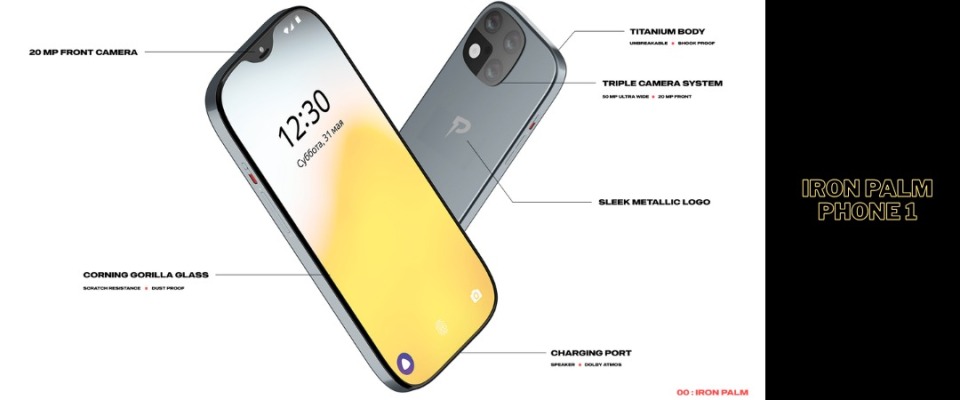 20 MP FRONT CAMERA
12:30
Суббота, 31 мая
CORNING GORILLA GLASS
SCRATCH RESISTANCE • DUST PROOF
TITANIUM BODY
UNBREAKABLE • SHOCK PROOF
TRIPLE CAMERA SYSTEM
50 MP ULTRA WIDE • 20 MP FRONT
SLEEK METALLIC LOGO
CHARGING PORT
SPEAKER • DOLBY ATMOS
00 : IRON PALM
IRON PALM
PHONE 1